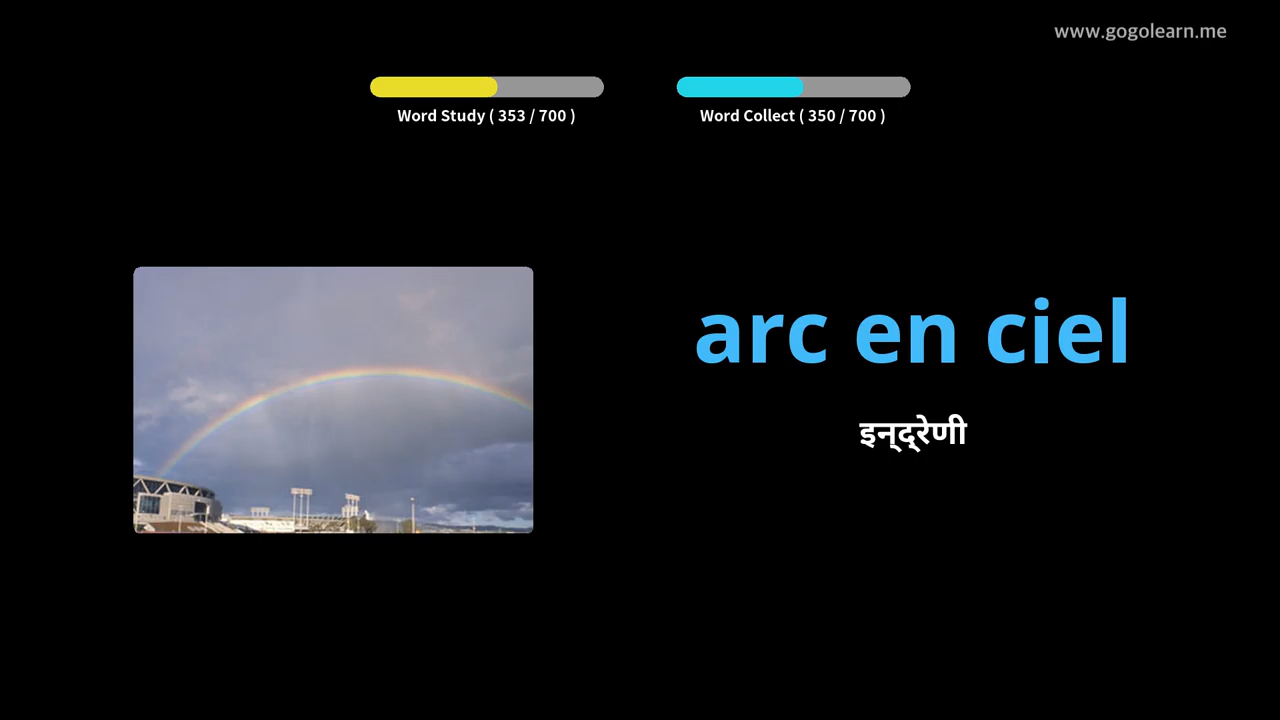 www.gogolearn.me
Word Study ( 353 / 700 )
Word Collect ( 350 / 700 )
arc en ciel
इन्द्रेणी